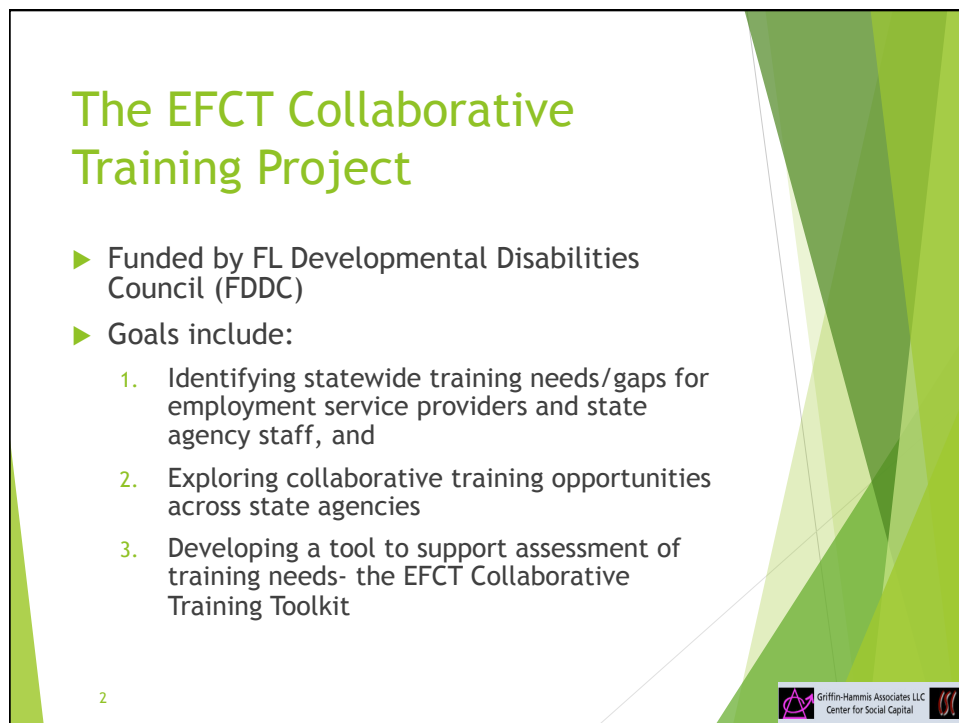 The EFCT Collaborative
Training Project
Funded by FL Developmental Disabilities
Council (FDDC)
Goals include:
1. Identifying statewide training needs/gaps for
employment service providers and state
agency staff, and
2. Exploring collaborative training opportunities
across state agencies
3. Developing a tool to support assessment of
training needs- the EFCT Collaborative
Training Toolkit
2
Griffin-Hammis Associates LLC
Center for Social Capital